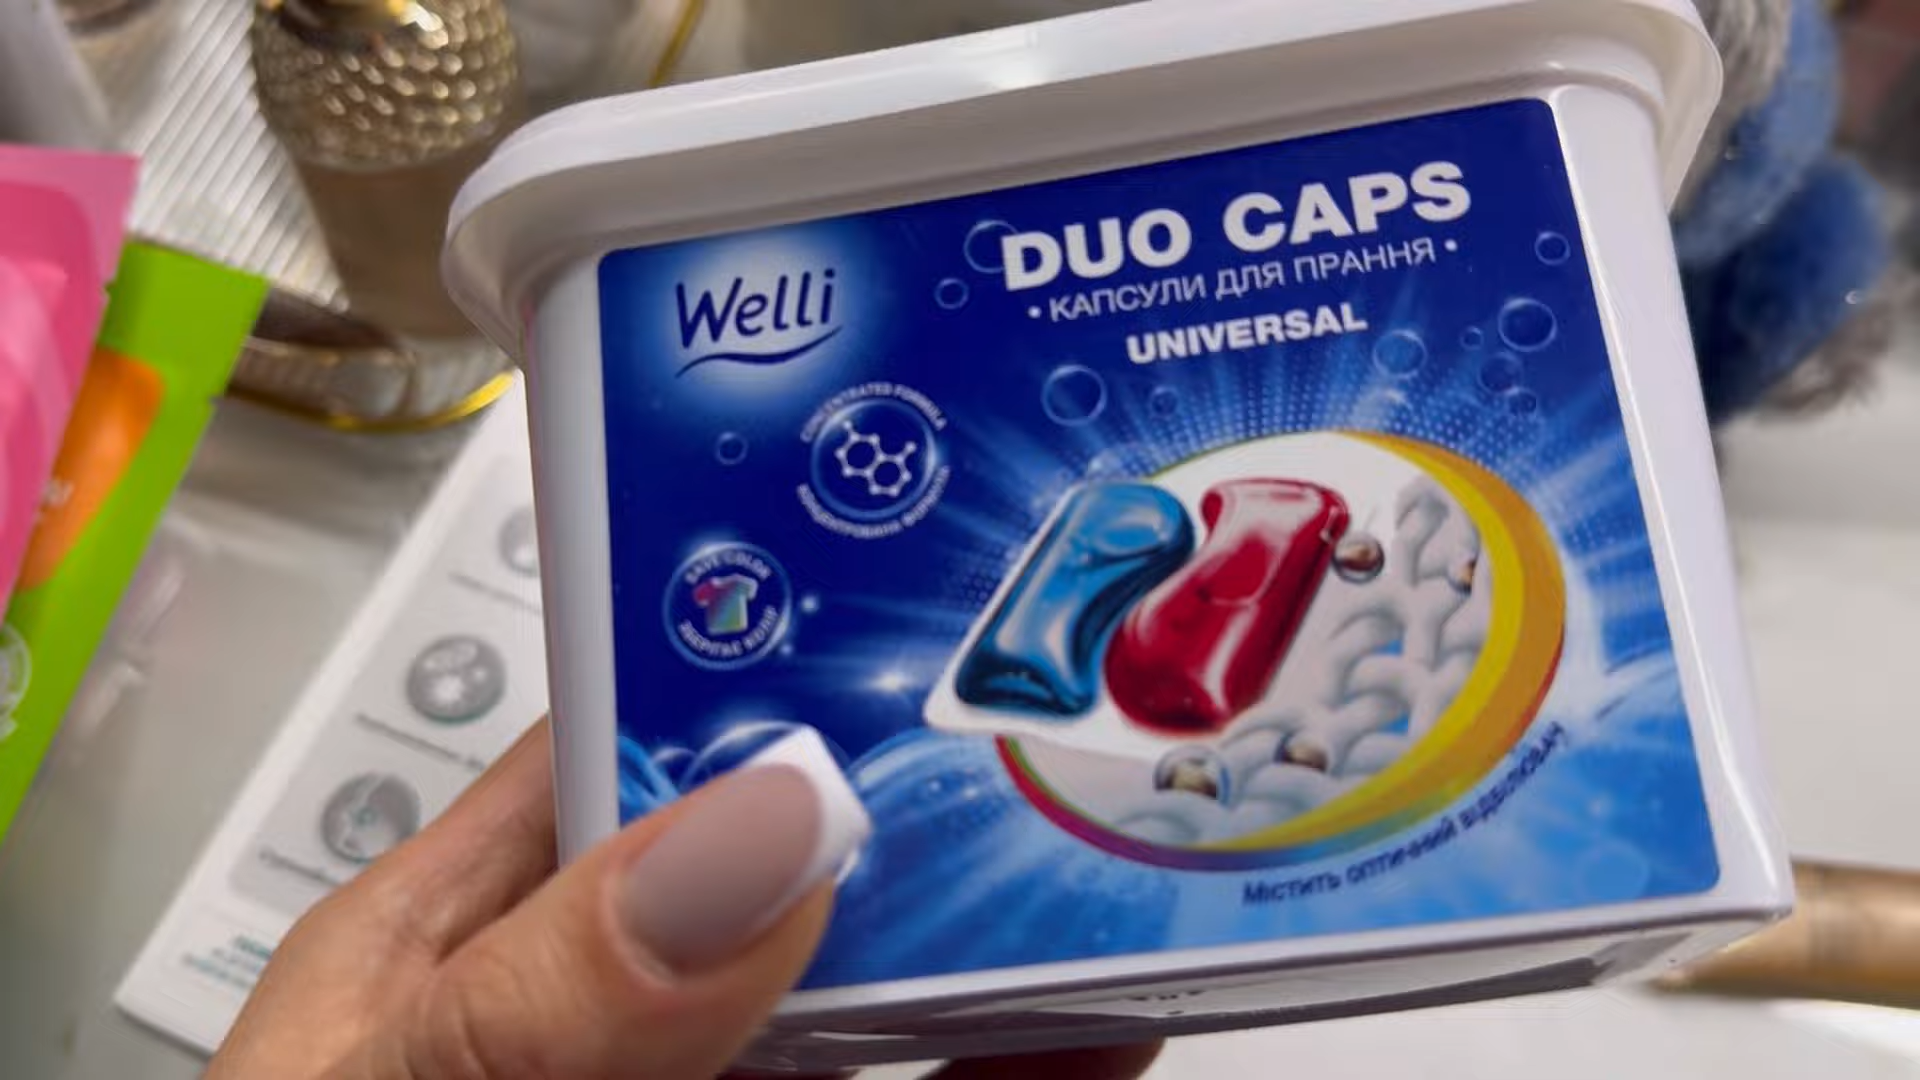 Welli
DUO CAPS
• КАПСУЛИ ДЛЯ ПРАННЯ •
UNIVERSAL
CONCENTRATED FORMULA
КОНЦЕНТРОВАНА ФОРМУЛА
SAVE COLOR
ЗБЕРІГАЄ КОЛІР
Містить оптичний відбілювач